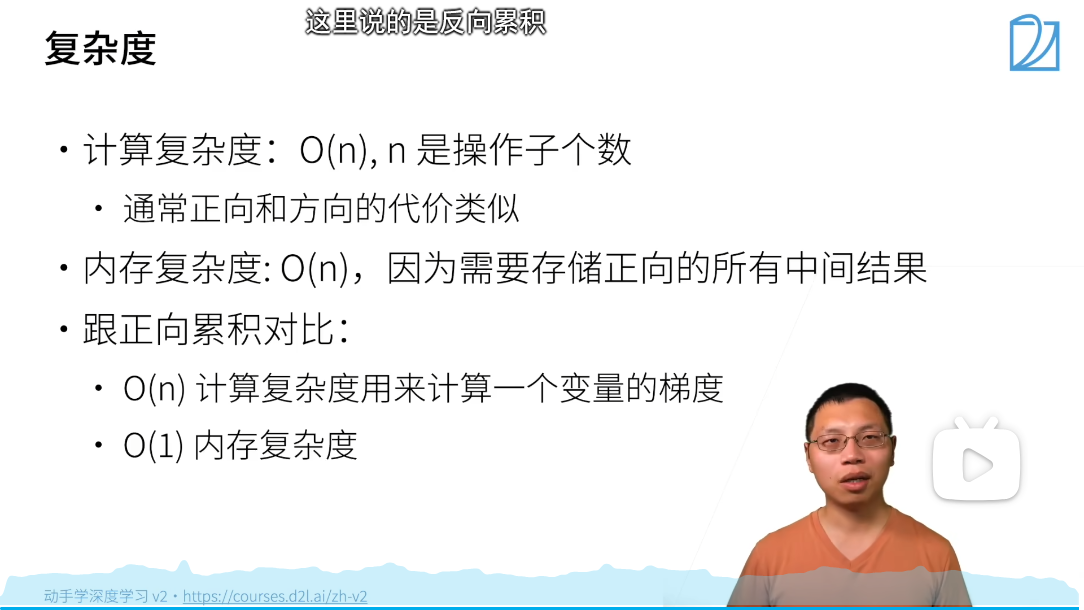 这里说的是反向累积
复杂度
• 计算复杂度：O(n), n 是操作子个数
• 通常正向和方向的代价类似
• 内存复杂度: O(n)，因为需要存储正向的所有中间结果
• 跟正向累积对比：
• O(n) 计算复杂度用来计算一个变量的梯度
• O(1) 内存复杂度
动手学深度学习 v2 • https://courses.d2l.ai/zh-v2